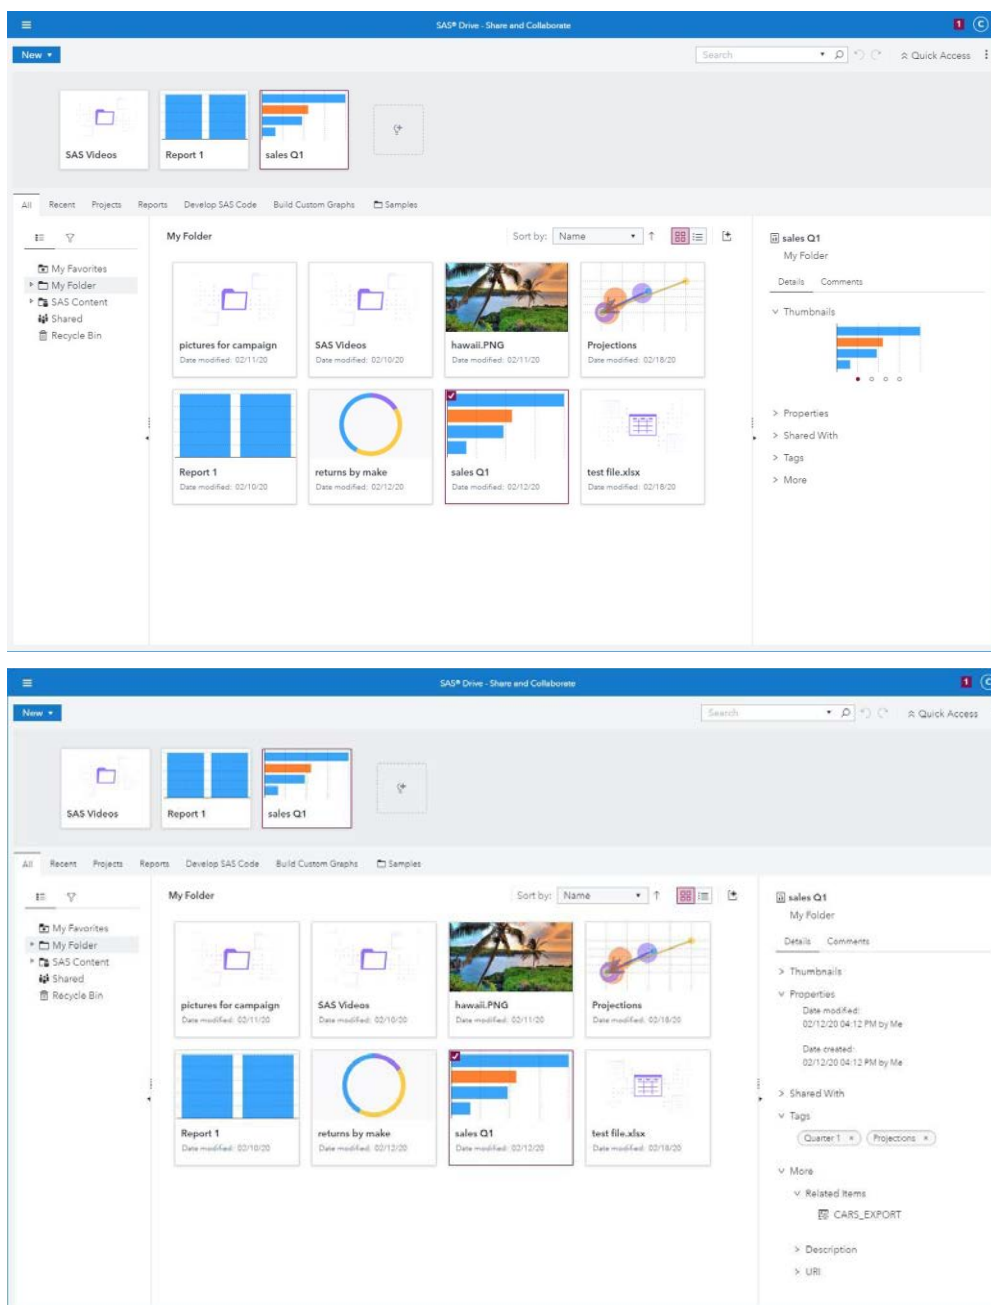 SAS® Drive - Share and Collaborate 1 C
New Search Quick Access
SAS Videos Report 1 sales Q1
All Recent Projects Reports Develop SAS Code Build Custom Graphs Samples
My Folder Sort by: Name
My Favorites
My Folder
SAS Content
Shared
Recycle Bin
pictures for campaign SAS Videos hawaii.PNG Projections
Date modified: 02/11/20 Date modified: 02/10/20 Date modified: 02/11/20 Date modified: 02/18/20
Report 1 returns by make sales Q1 test file.xlsx
Date modified: 02/10/20 Date modified: 02/12/20 Date modified: 02/12/20 Date modified: 02/18/20
sales Q1
My Folder
Details Comments
Thumbnails
Properties
Shared With
Tags
More
SAS® Drive - Share and Collaborate 1 C
New Search Quick Access
SAS Videos Report 1 sales Q1
All Recent Projects Reports Develop SAS Code Build Custom Graphs Samples
My Folder Sort by: Name
My Favorites
My Folder
SAS Content
Shared
Recycle Bin
pictures for campaign SAS Videos hawaii.PNG Projections
Date modified: 02/11/20 Date modified: 02/10/20 Date modified: 02/11/20 Date modified: 02/18/20
Report 1 returns by make sales Q1 test file.xlsx
Date modified: 02/10/20 Date modified: 02/12/20 Date modified: 02/12/20 Date modified: 02/18/20
sales Q1
My Folder
Details Comments
Thumbnails
Properties
Date modified:
02/12/20 04:12 PM by Me
Date created:
02/12/20 04:12 PM by Me
Shared With
Tags
Quarter 1 × Projections ×
More
Related Items
CARS_EXPORT
Description
URI